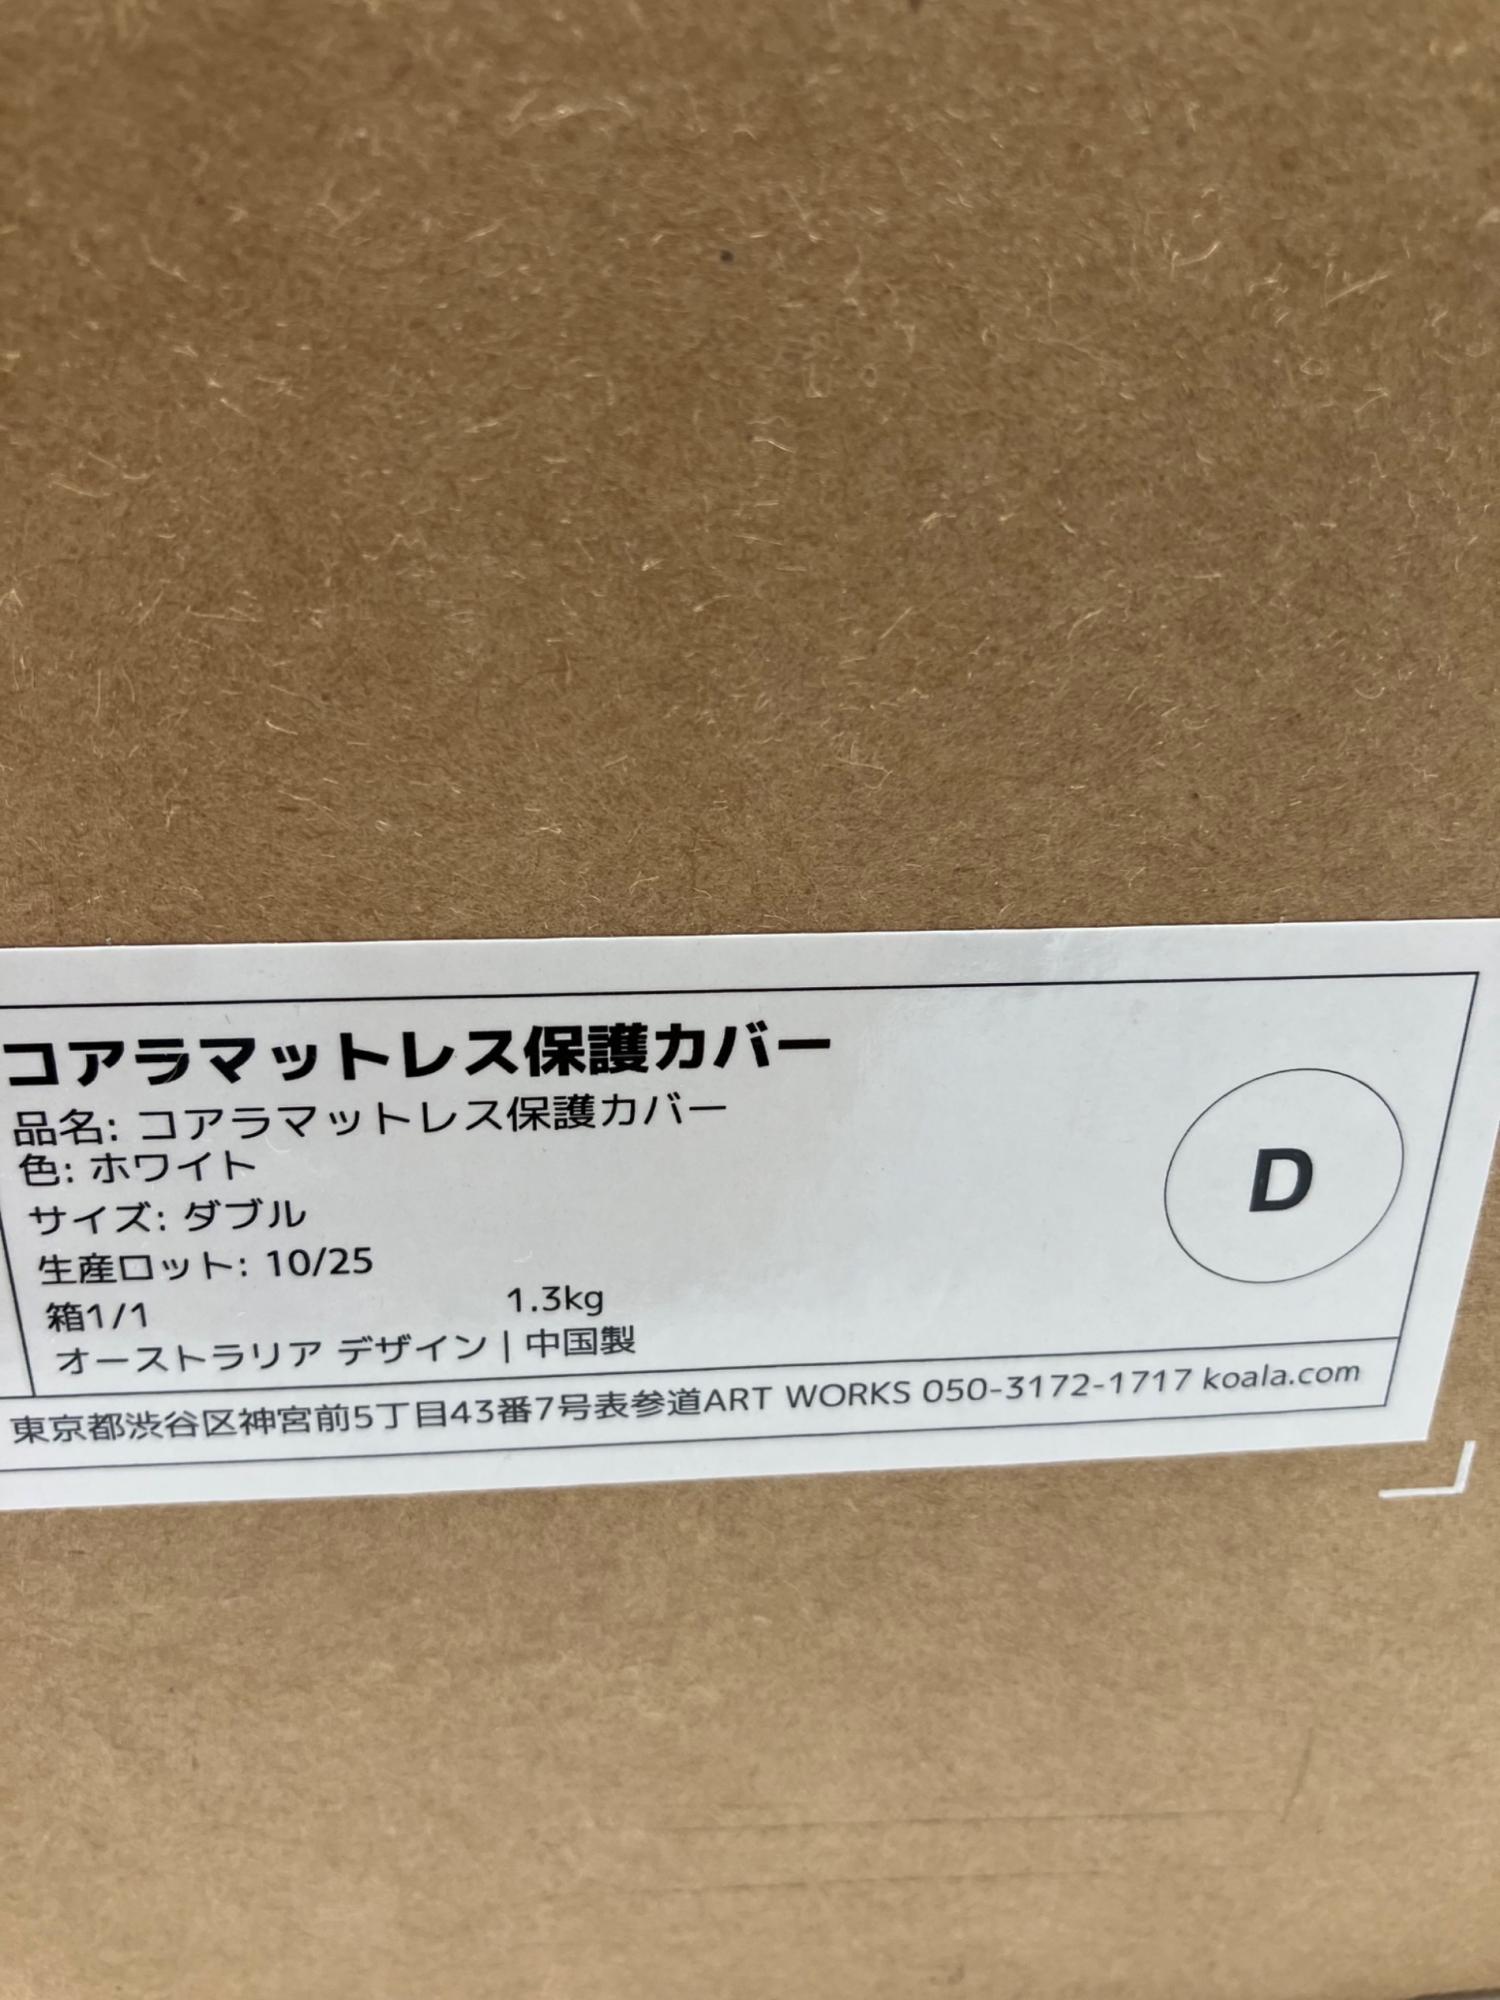 コアラマットレス保護カバー
品名: コアラマットレス保護カバー
色: ホワイト
サイズ: ダブル
生産ロット: 10/25
箱1/1 1.3kg
オーストラリア デザイン | 中国製
D
東京都渋谷区神宮前5丁目43番7号表参道ART WORKS 050-3172-1717 koala.com